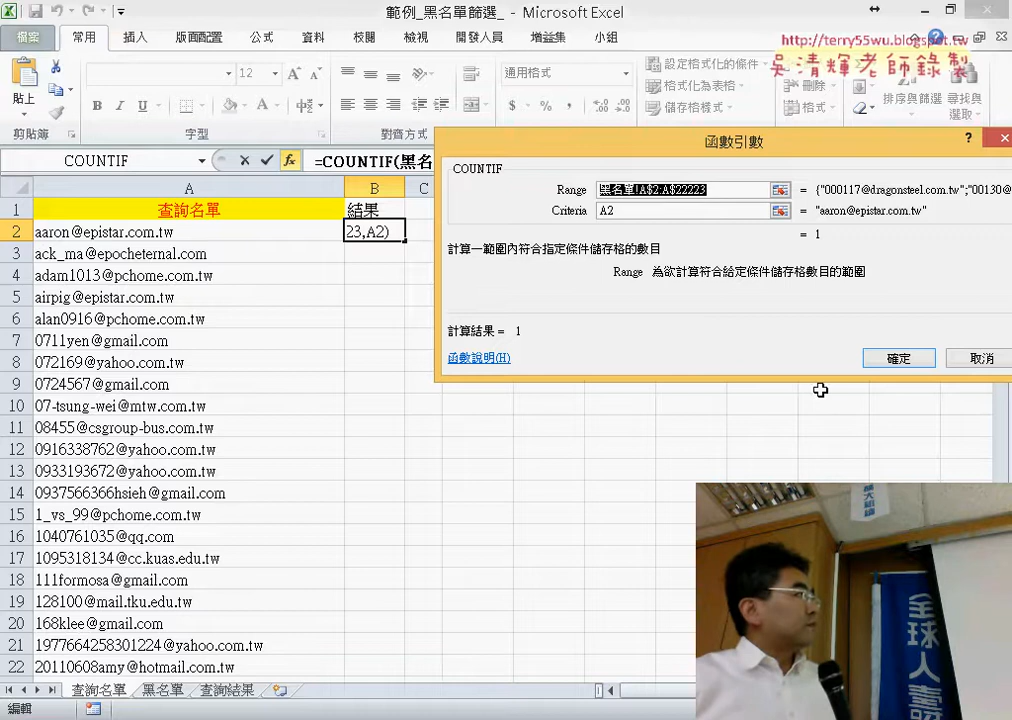 範例_黑名單篩選_ - Microsoft Excel
檔案 常用 插入 版面配置 公式 資料 校閱 檢視 開發人員 增益集 小組
http://terry55wu.blogspot.tw
吳清輝老師錄製
貼上
12
B I U
通用格式
$ % ,
設定格式化的條件
格式化為表格
儲存格樣式
刪除
格式
排序與篩選 尋找與選取
剪貼簿 字型 對齊方式
COUNTIF
=COUNTIF(黑名
函數引數
COUNTIF
Range 黑名單!A$2:A$22223 = {"000117@dragonsteel.com.tw";"00130@
Criteria A2 = "aaron@epistar.com.tw"
= 1
計算一範圍內符合指定條件儲存格的數目
Range 為欲計算符合給定條件儲存格數目的範圍
計算結果 = 1
函數說明(H)
確定 取消
A B C
1 查詢名單 結果
2 aaron@epistar.com.tw 23,A2)
3 ack_ma@epocheternal.com
4 adam1013@pchome.com.tw
5 airpig@epistar.com.tw
6 alan0916@pchome.com.tw
7 0711yen@gmail.com
8 072169@yahoo.com.tw
9 0724567@gmail.com
10 07-tsung-wei@mtw.com.tw
11 08455@csgroup-bus.com.tw
12 0916338762@yahoo.com.tw
13 0933193672@yahoo.com.tw
14 0937566366hsieh@gmail.com
15 1_vs_99@pchome.com.tw
16 1040761035@qq.com
17 1095318134@cc.kuas.edu.tw
18 111formosa@gmail.com
19 128100@mail.tku.edu.tw
20 168klee@gmail.com
21 1977664258301224@yahoo.com.tw
22 20110608amy@hotmail.com.tw
查詢名單 黑名單 查詢結果
編輯
全球人壽